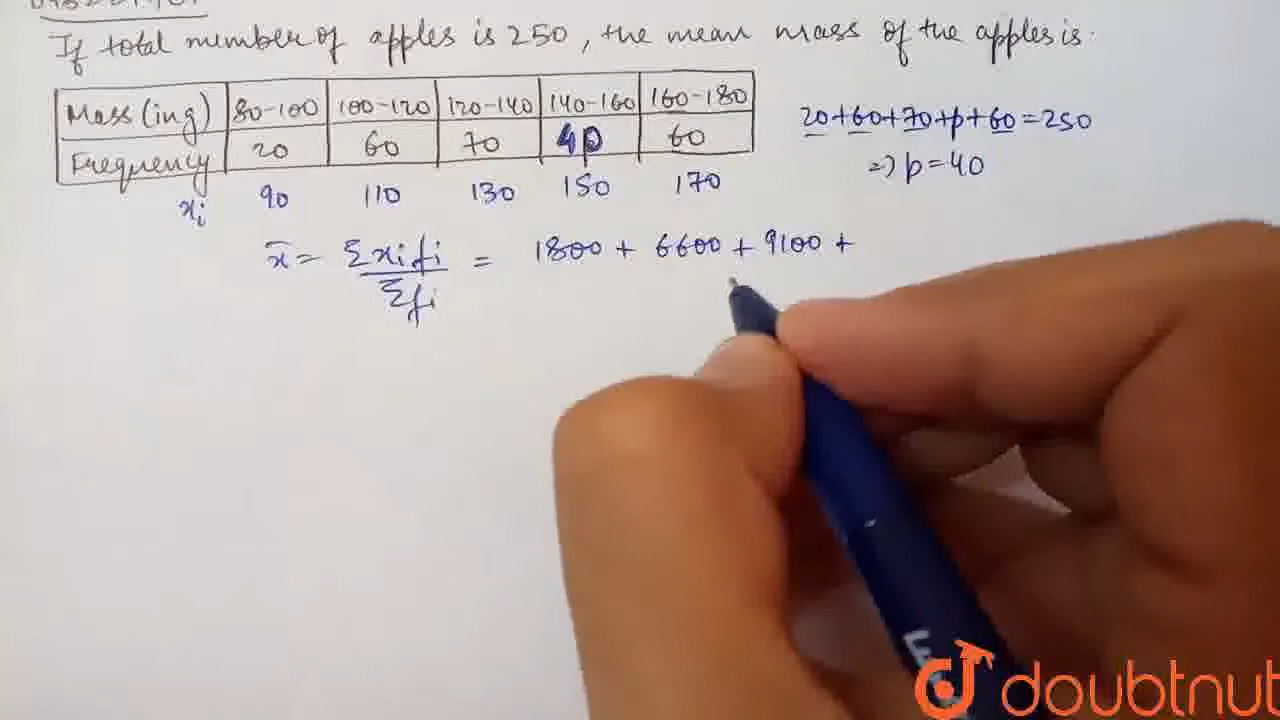 If total number of apples is 250, the mean mass of the apples is.
Mass (in g) 80-100 100-120 120-140 140-160 160-180
Frequency 20 60 70 40 60
xi 90 110 130 150 170
20+60+70+p+60=250
=> p=40
x̄ = Σxifi / Σfi = 1800 + 6600 + 9100 +
doubtnut